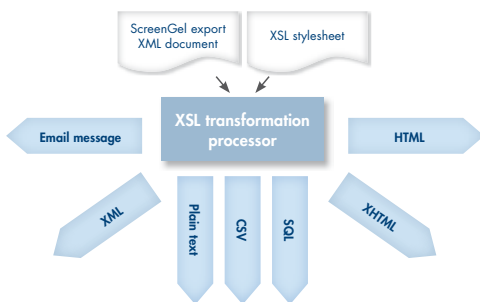 ScreenGel export
XML document
XSL stylesheet
XSL transformation
processor
Email message
HTML
XML
Plain text
CSV
SQL
XHTML